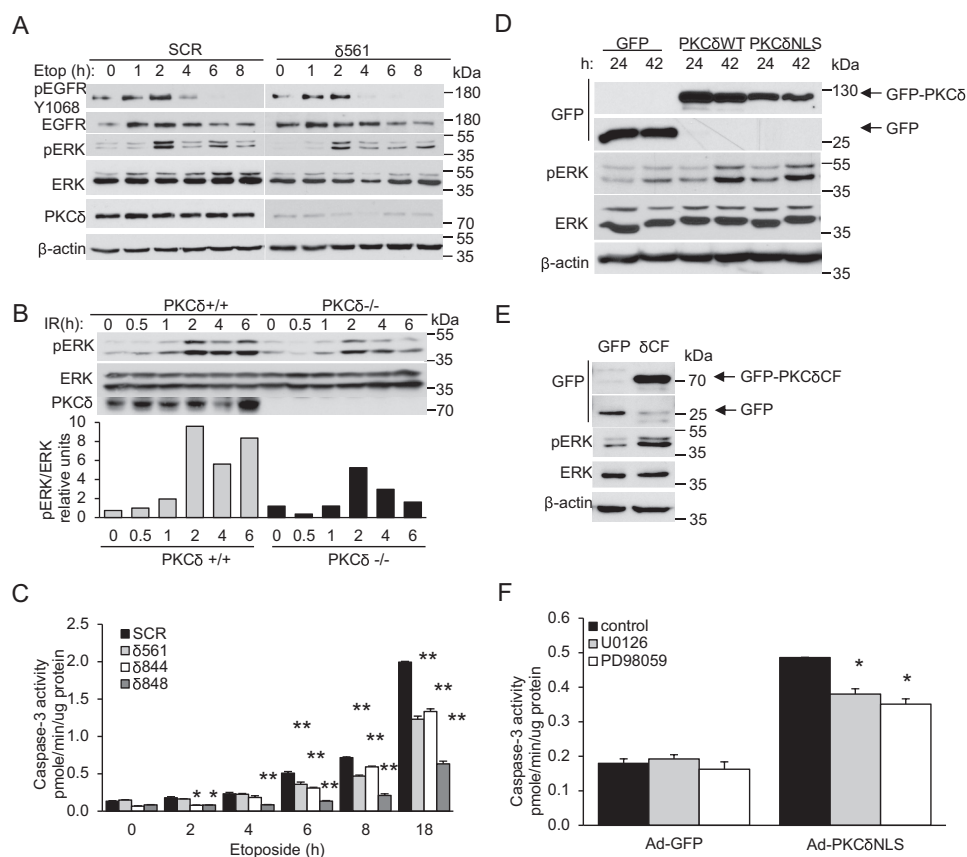 A
SCR δ561
Etop (h): 0 1 2 4 6 8 0 1 2 4 6 8 kDa
pEGFR
Y1068
180
EGFR 180
pERK 55
35
ERK 55
35
PKCδ 70
β-actin 55
35
B
PKCδ+/+ PKCδ-/-
IR(h): 0 0.5 1 2 4 6 0 0.5 1 2 4 6 kDa
pERK 55
35
ERK
PKCδ 70
pERK/ERK
relative units
10
8
6
4
2
0
0 0.5 1 2 4 6 0 0.5 1 2 4 6
PKCδ +/+ PKCδ -/-
C
Caspase-3 activity
pmole/min/ug protein
2.5
2.0
1.5
1.0
0.5
0.0
SCR
δ561
δ844
δ848
* * ** ** ** ** ** ** ** ** ** **
0 2 4 6 8 18
Etoposide (h)
D
GFP PKCδWT PKCδNLS
h: 24 42 24 42 24 42 kDa
GFP
130 GFP-PKCδ
25 GFP
pERK 55
35
ERK
β-actin
35
E
GFP δCF kDa
GFP
70 GFP-PKCδCF
25 GFP
pERK 55
35
ERK
35
β-actin
35
F
Caspase-3 activity
pmole/min/ug protein
0.6
0.5
0.4
0.3
0.2
0.1
0.0
control
U0126
PD98059
* *
Ad-GFP Ad-PKCδNLS